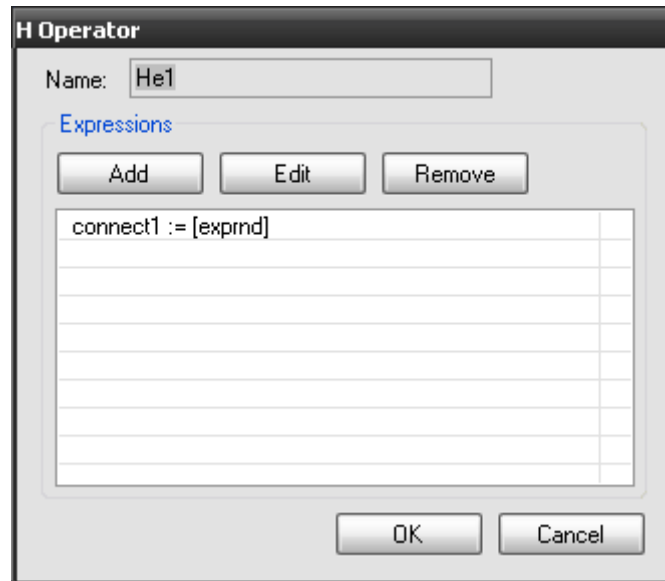 H Operator
Name: He1
Expressions
Add Edit Remove
connect1 := [exprnd]
OK Cancel